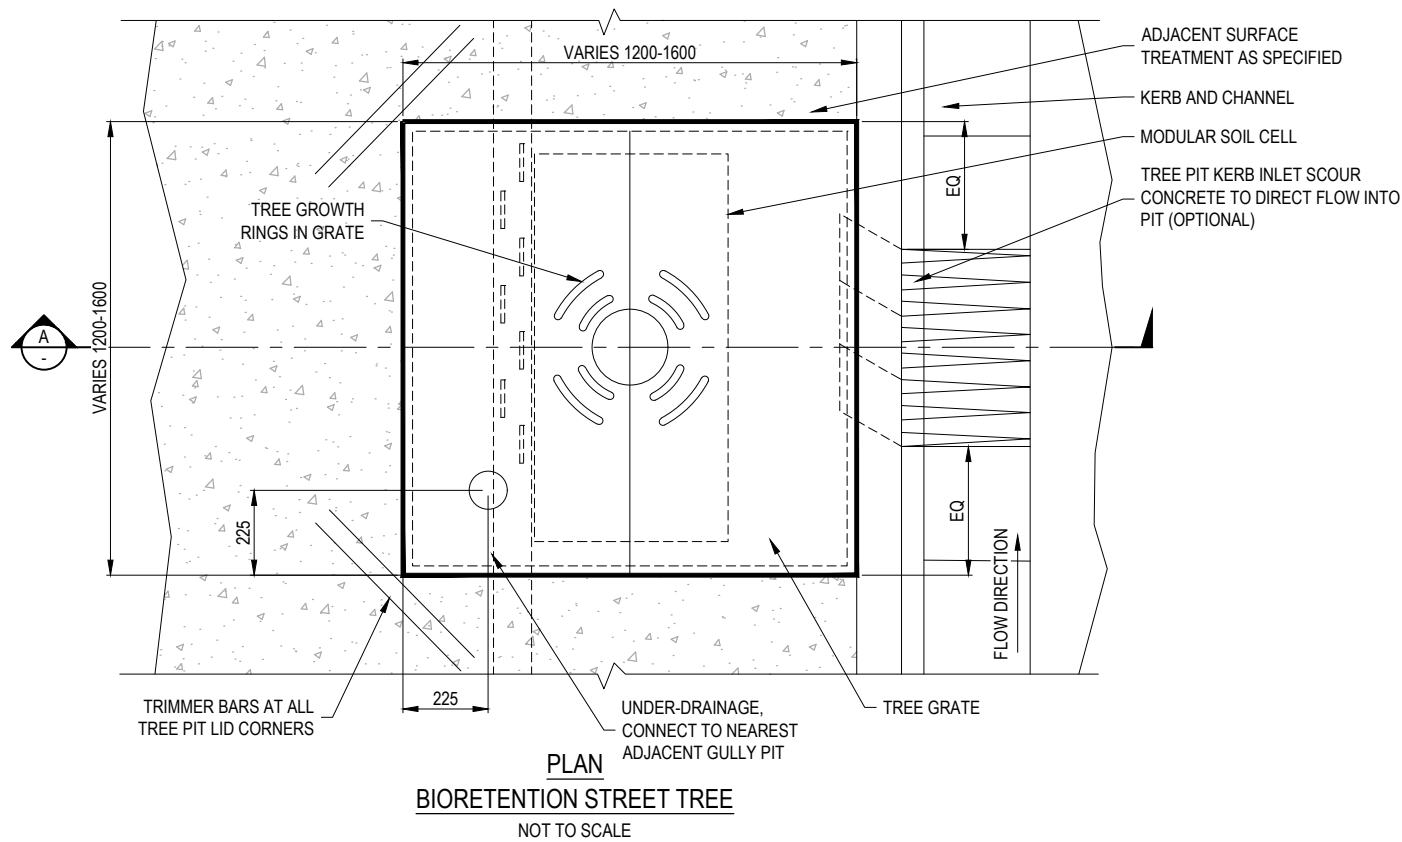 VARIES 1200-1600
ADJACENT SURFACE
TREATMENT AS SPECIFIED
KERB AND CHANNEL
MODULAR SOIL CELL
TREE PIT KERB INLET SCOUR
CONCRETE TO DIRECT FLOW INTO
PIT (OPTIONAL)
EQ
TREE GROWTH
RINGS IN GRATE
VARIES 1200-1600
A
-
225
EQ
FLOW DIRECTION
225
TRIMMER BARS AT ALL
TREE PIT LID CORNERS
UNDER-DRAINAGE,
CONNECT TO NEAREST
ADJACENT GULLY PIT
TREE GRATE
PLAN
BIORETENTION STREET TREE
NOT TO SCALE